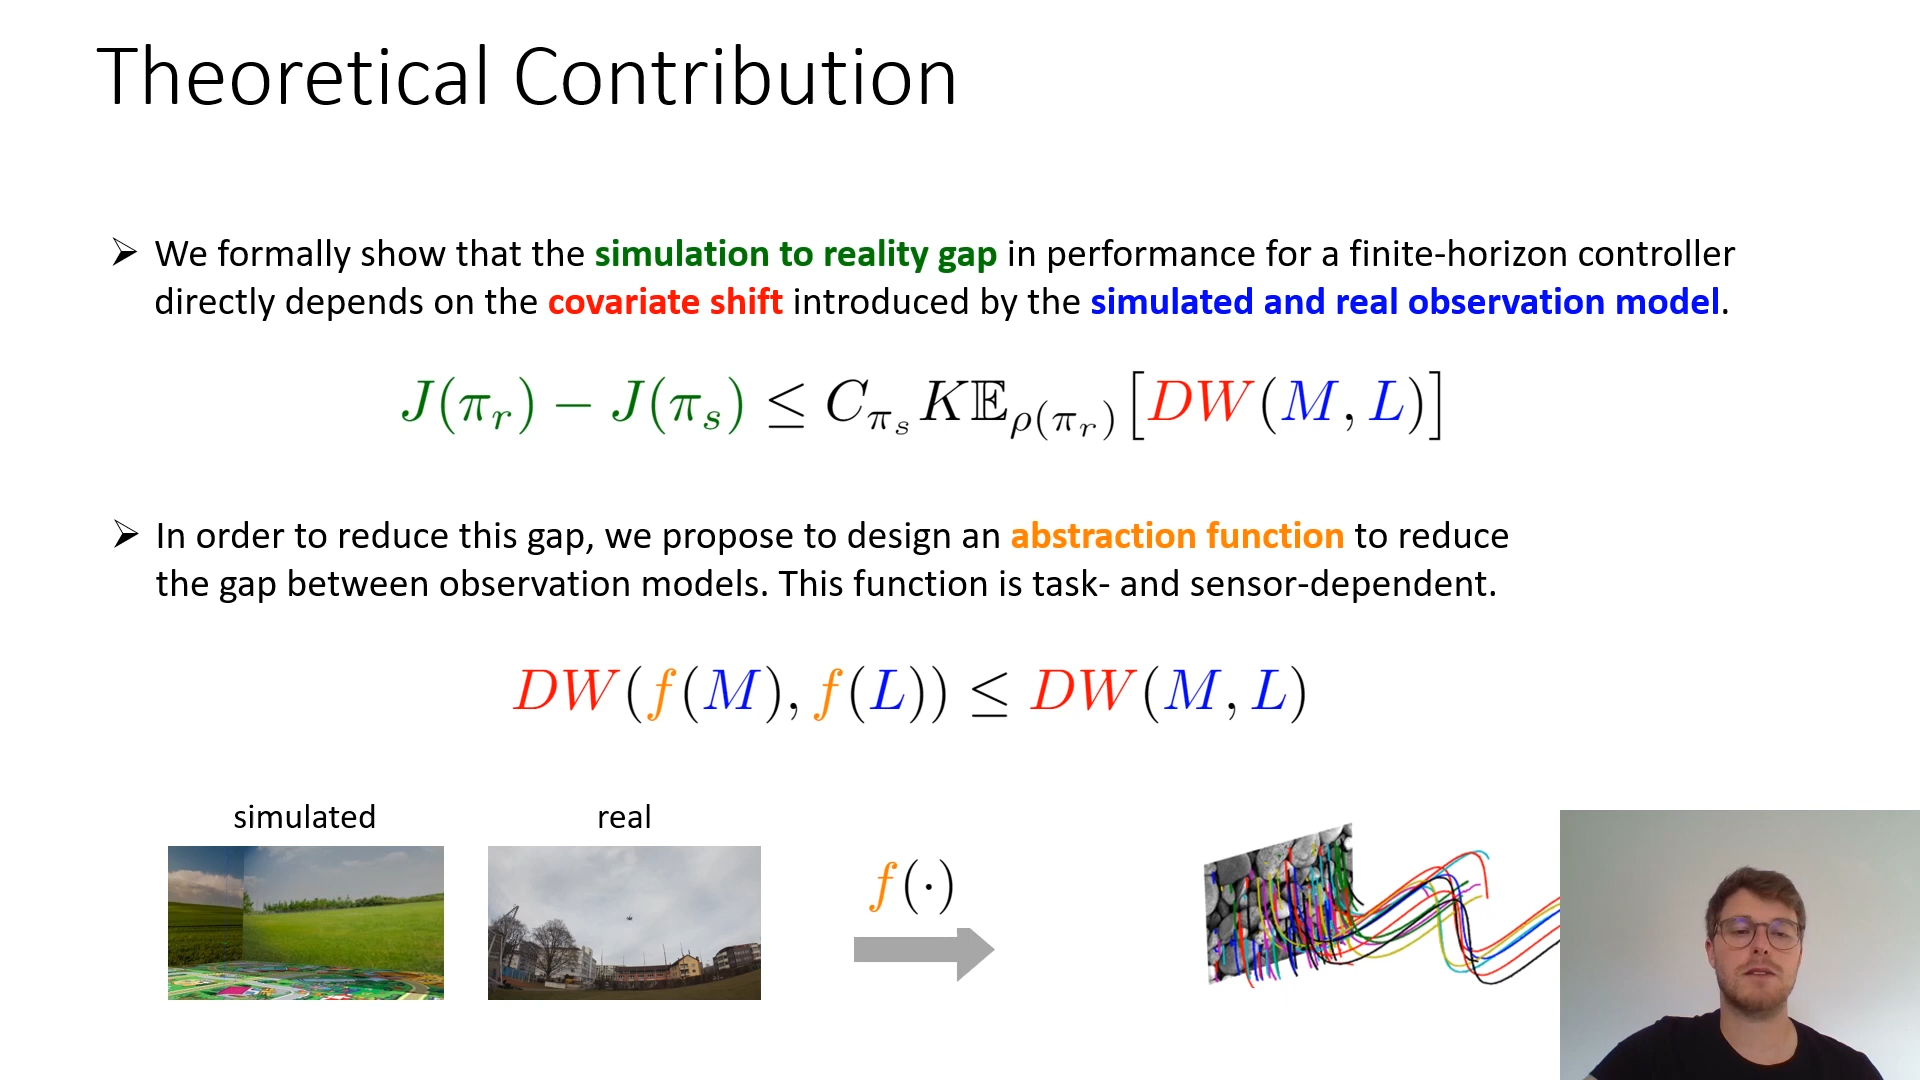 Theoretical Contribution
➢ We formally show that the simulation to reality gap in performance for a finite-horizon controller
directly depends on the covariate shift introduced by the simulated and real observation model.
J(π_r) − J(π_s) ≤ C_{π_s} K𝔼_{ρ(π_r)}[DW(M, L)]
➢ In order to reduce this gap, we propose to design an abstraction function to reduce
the gap between observation models. This function is task- and sensor-dependent.
DW(f(M), f(L)) ≤ DW(M, L)
simulated real
f(·)